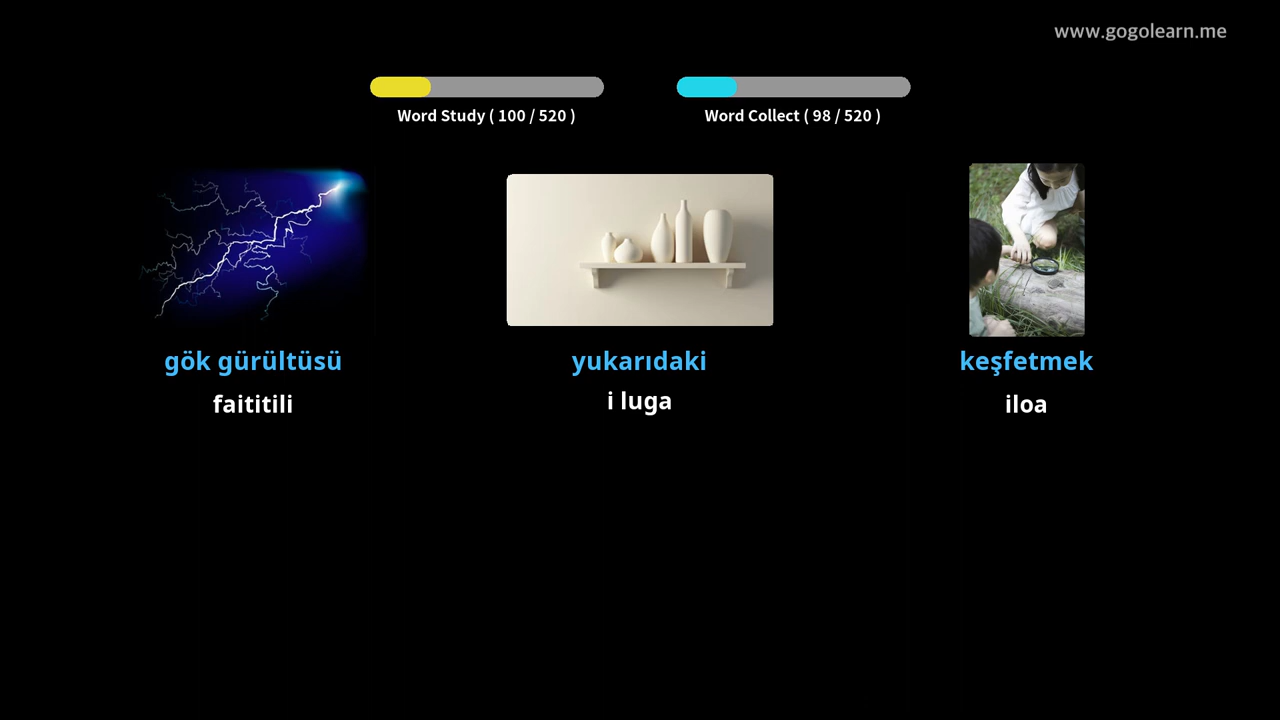 www.gogolearn.me
Word Study ( 100 / 520 )
Word Collect ( 98 / 520 )
gök gürültüsü
faititili
yukarıdaki
i luga
keşfetmek
iloa